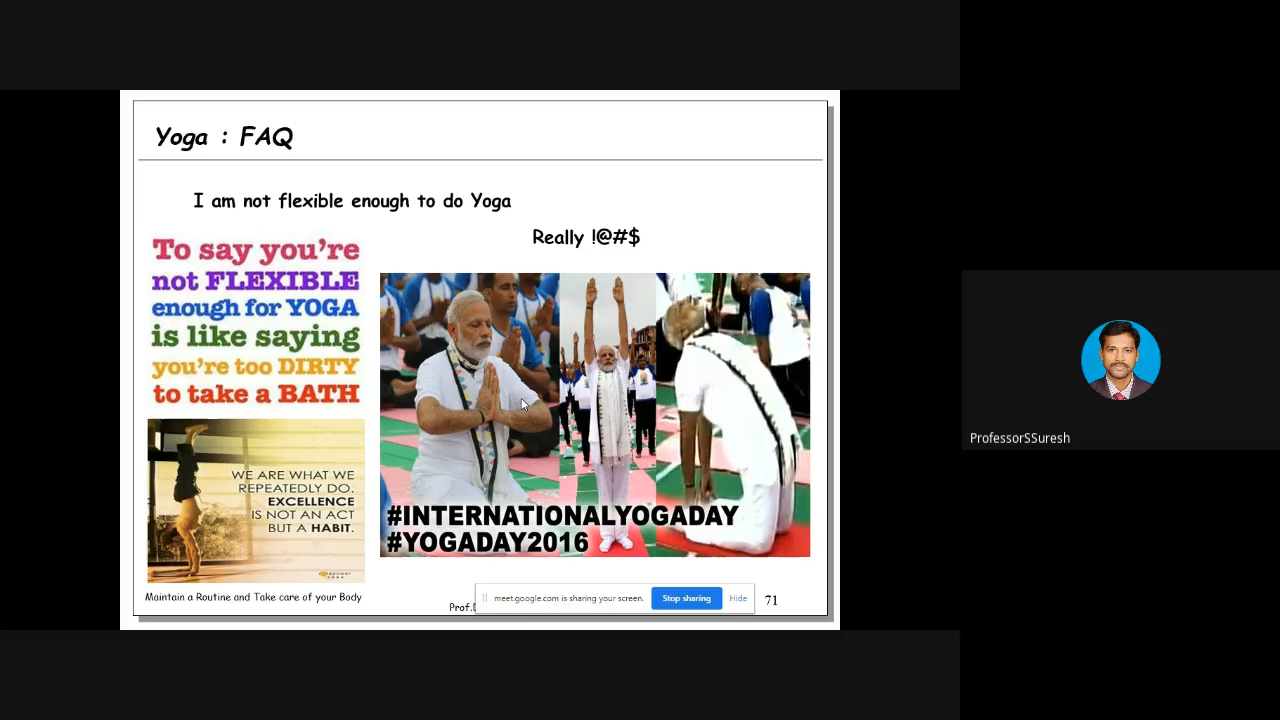 Yoga : FAQ
I am not flexible enough to do Yoga
Really !@#$
To say you're
not FLEXIBLE
enough for YOGA
is like saying
you're too DIRTY
to take a BATH
WE ARE WHAT WE
REPEATEDLY DO.
EXCELLENCE
IS NOT AN ACT
BUT A HABIT.
#INTERNATIONALYOGADAY
#YOGADAY2016
Maintain a Routine and Take care of your Body
Prof.
meet.google.com is sharing your screen.
Stop sharing
Hide
71
ProfessorSSuresh